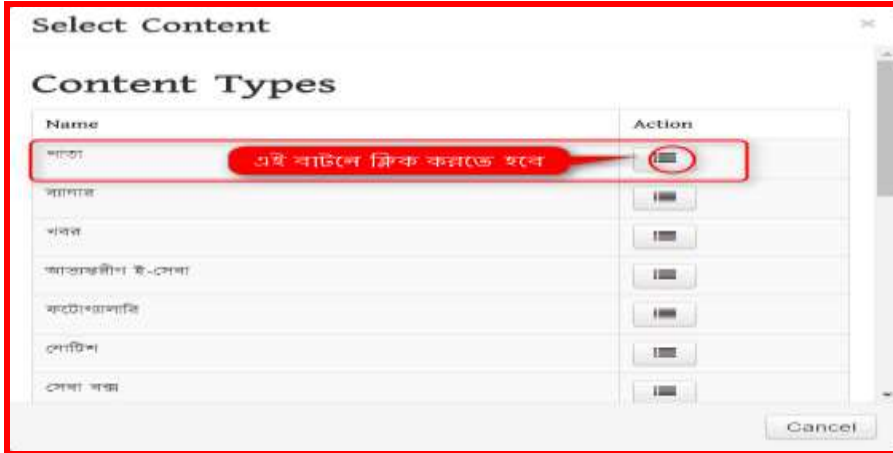 Select Content
Content Types
Name Action
পাতা
এই বাটনে ক্লিক করতে হবে
ব্যানার
খবর
আভ্যন্তরীণ ই-সেবা
ফটোগ্যালারি
নোটিশ
সেবা বক্স
Cancel